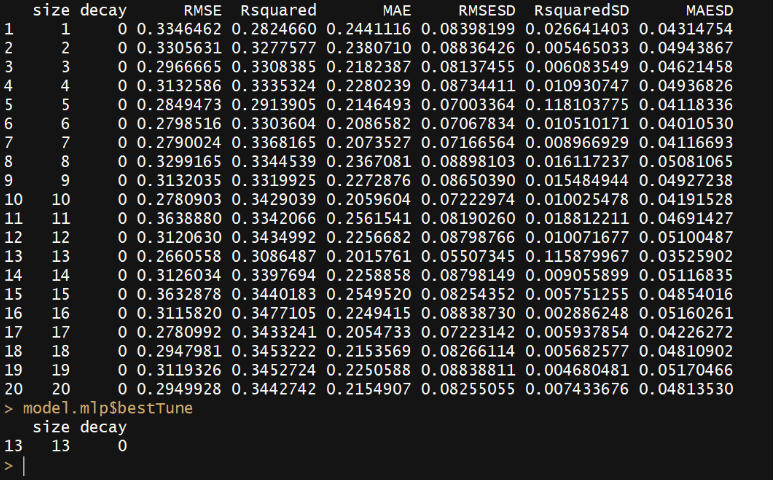 size decay RMSE Rsquared MAE RMSESD RsquaredSD MAESD
1 1 0 0.3346462 0.2824660 0.2441116 0.08398199 0.026641403 0.04314754
2 2 0 0.3305631 0.3277577 0.2380710 0.08836426 0.005465033 0.04943867
3 3 0 0.2966665 0.3308385 0.2182387 0.08137455 0.006083549 0.04621458
4 4 0 0.3132586 0.3335324 0.2280239 0.08734411 0.010930747 0.04936826
5 5 0 0.2849473 0.2913905 0.2146493 0.07003364 0.118103775 0.04118336
6 6 0 0.2798516 0.3303604 0.2086582 0.07067834 0.010510171 0.04010530
7 7 0 0.2790024 0.3368165 0.2073527 0.07166564 0.008966929 0.04116693
8 8 0 0.3299165 0.3344539 0.2367081 0.08898103 0.016117237 0.05081065
9 9 0 0.3132035 0.3319925 0.2272876 0.08650390 0.015484944 0.04927238
10 10 0 0.2780903 0.3429039 0.2059604 0.07222974 0.010025478 0.04191528
11 11 0 0.3638880 0.3342066 0.2561541 0.08190260 0.018812211 0.04691427
12 12 0 0.3120630 0.3434992 0.2256682 0.08798766 0.010071677 0.05100487
13 13 0 0.2660558 0.3086487 0.2015761 0.05507345 0.115879967 0.03525902
14 14 0 0.3126034 0.3397694 0.2258858 0.08798149 0.009055899 0.05116835
15 15 0 0.3632878 0.3440183 0.2549520 0.08254352 0.005751255 0.04854016
16 16 0 0.3115820 0.3477105 0.2249415 0.08838730 0.002886248 0.05160261
17 17 0 0.2780992 0.3433241 0.2054733 0.07223142 0.005937854 0.04226272
18 18 0 0.2947981 0.3453222 0.2153569 0.08266114 0.005682577 0.04810902
19 19 0 0.3119326 0.3452724 0.2250588 0.08838811 0.004680481 0.05170466
20 20 0 0.2949928 0.3442742 0.2154907 0.08255055 0.007433676 0.04813530
> model.mlp$bestTune
size decay
13 13 0
>